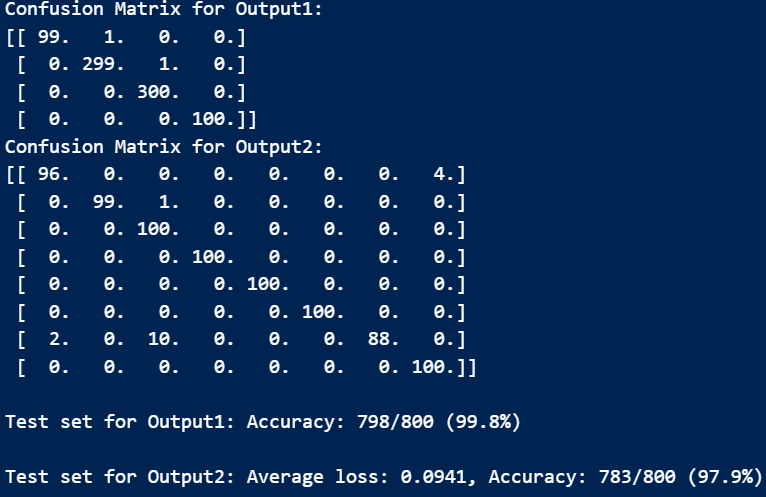 Confusion Matrix for Output1:
[[ 99.   1.   0.   0.]
 [  0. 299.   1.   0.]
 [  0.   0. 300.   0.]
 [  0.   0.   0. 100.]]
Confusion Matrix for Output2:
[[ 96.   0.   0.   0.   0.   0.   0.   4.]
 [  0.  99.   1.   0.   0.   0.   0.   0.]
 [  0.   0. 100.   0.   0.   0.   0.   0.]
 [  0.   0.   0. 100.   0.   0.   0.   0.]
 [  0.   0.   0.   0. 100.   0.   0.   0.]
 [  0.   0.   0.   0.   0. 100.   0.   0.]
 [  2.   0.  10.   0.   0.   0.  88.   0.]
 [  0.   0.   0.   0.   0.   0.   0. 100.]]
Test set for Output1: Accuracy: 798/800 (99.8%)
Test set for Output2: Average loss: 0.0941, Accuracy: 783/800 (97.9%)